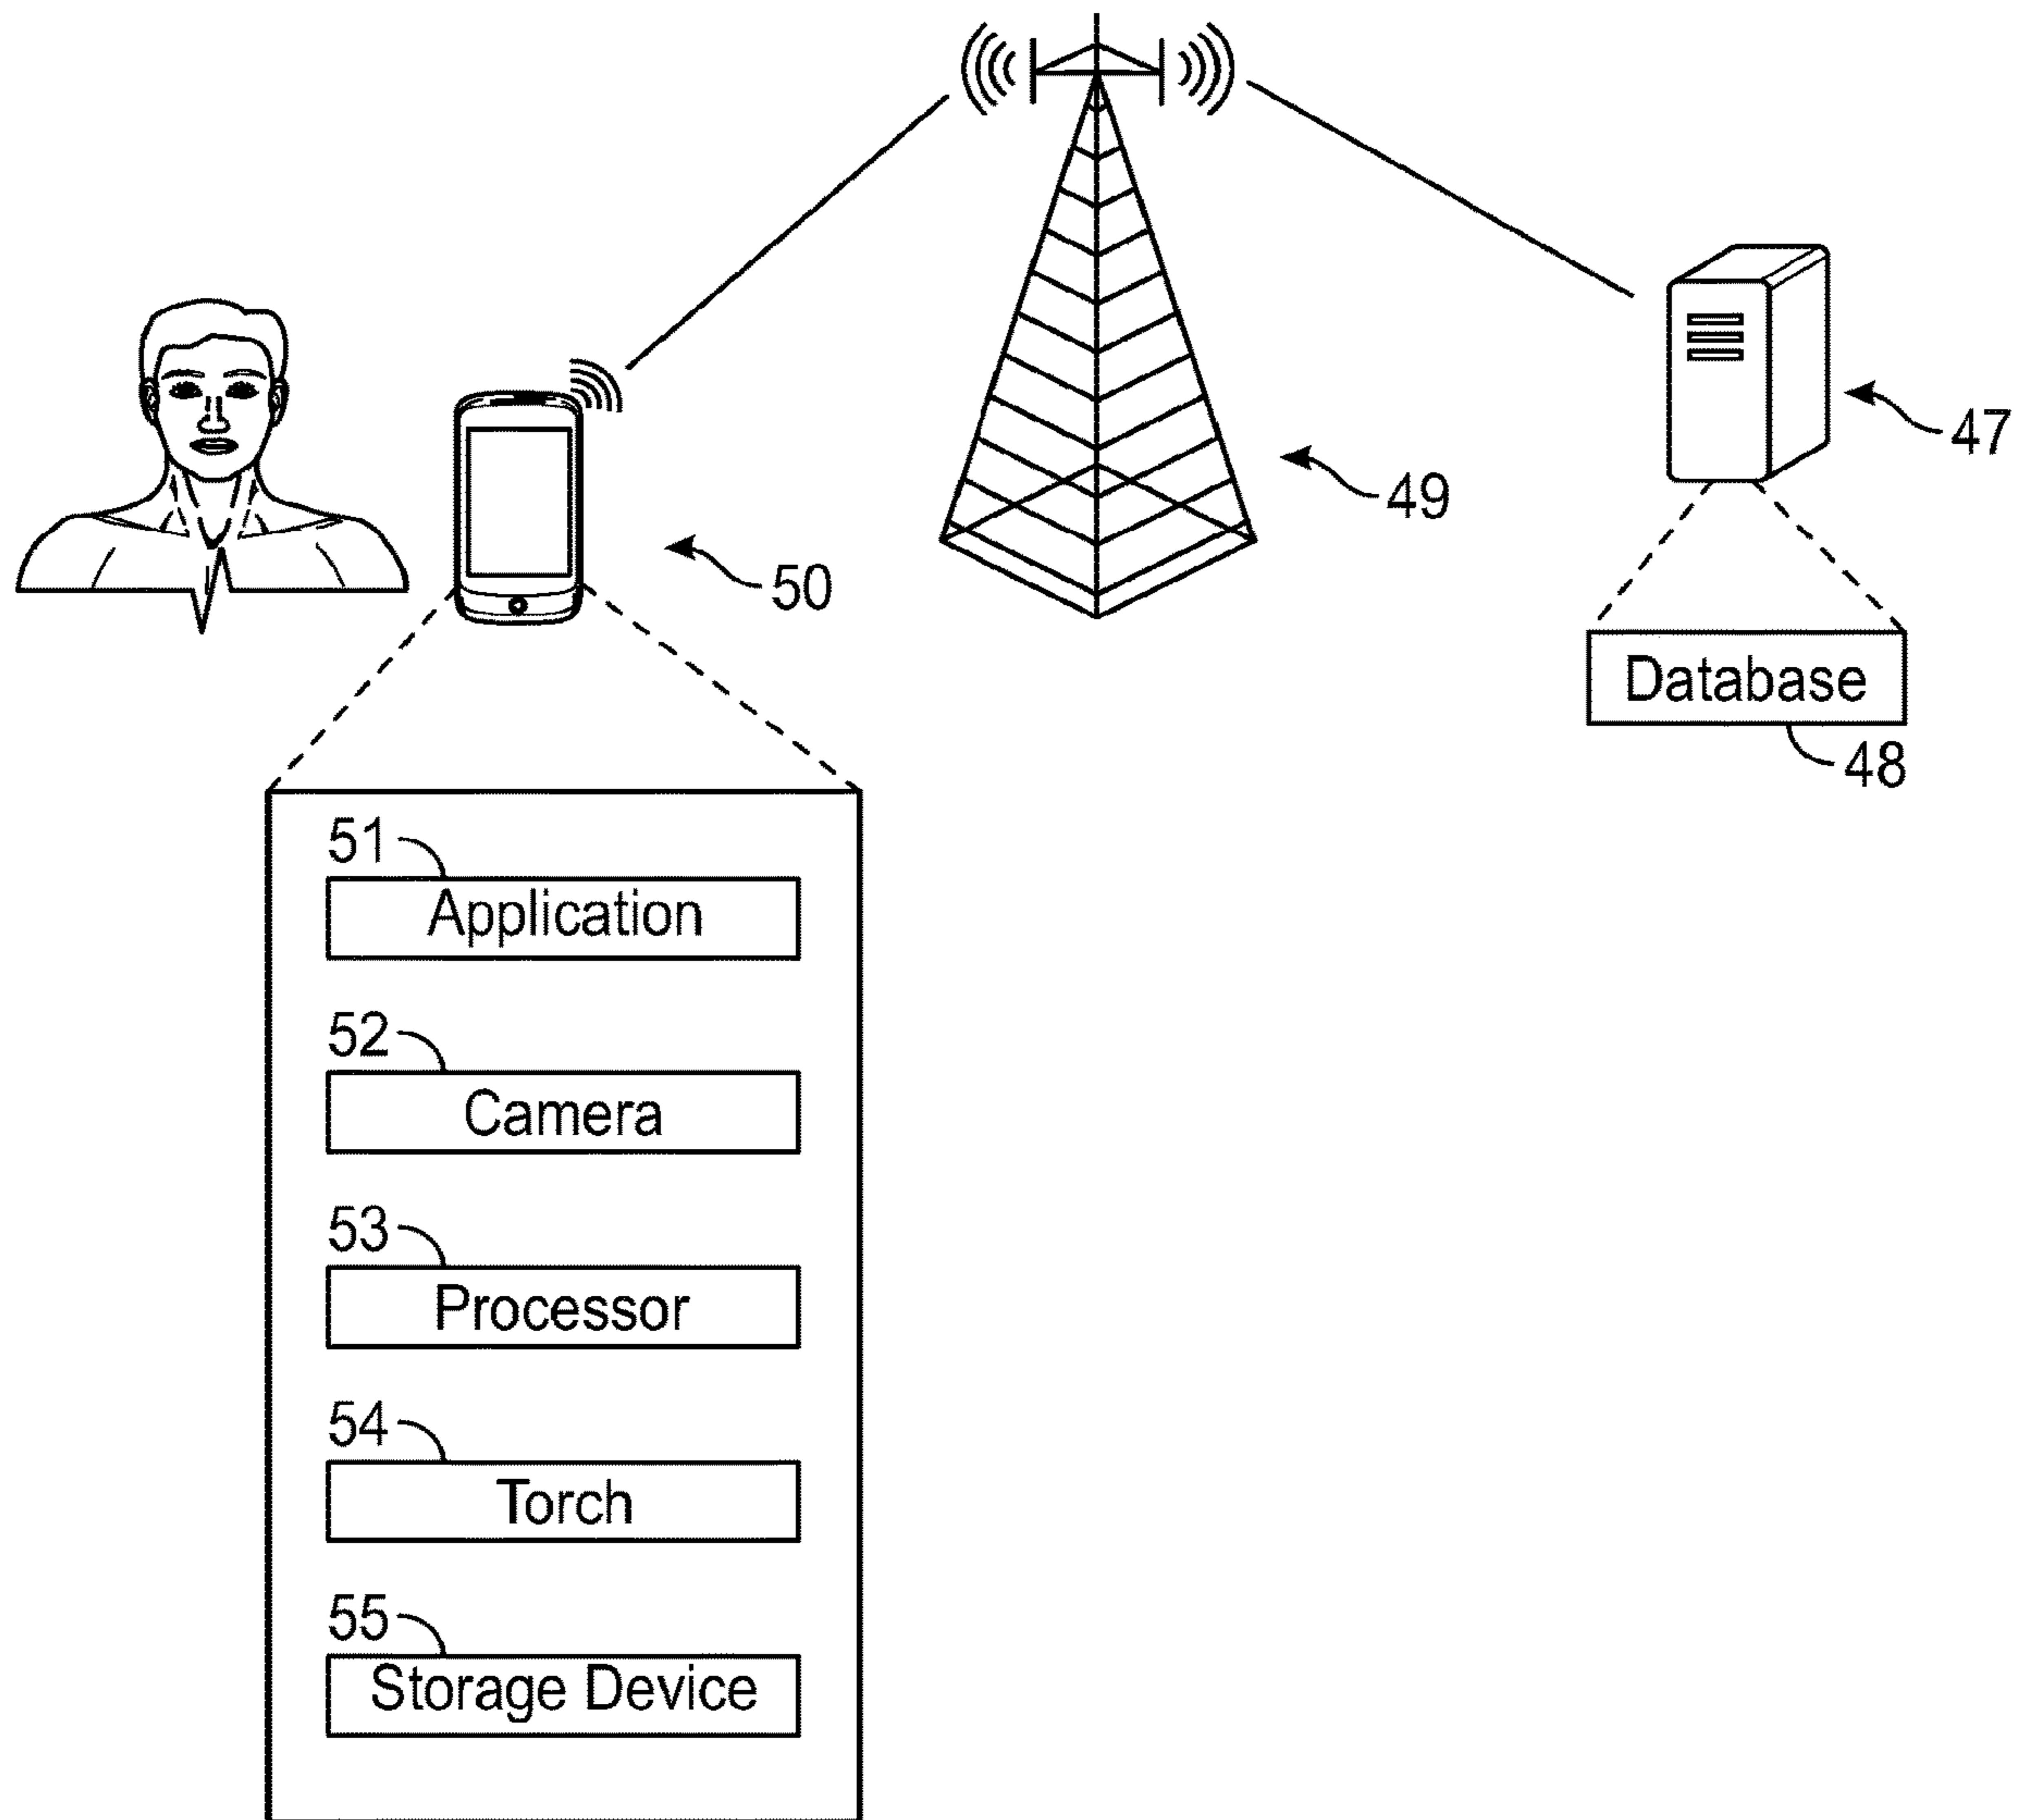 47
49
50
Database
48
51
Application
52
Camera
53
Processor
54
Torch
55
Storage Device